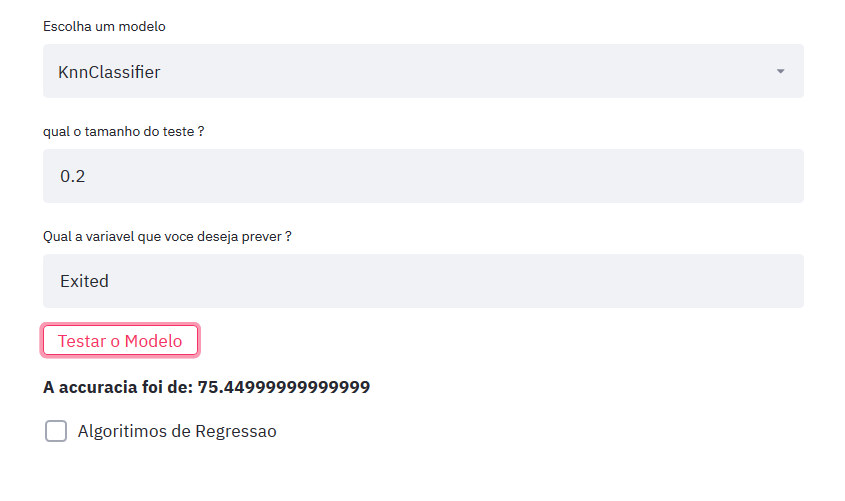 Escolha um modelo
KnnClassifier
qual o tamanho do teste ?
0.2
Qual a variavel que voce deseja prever ?
Exited
Testar o Modelo
A accuracia foi de: 75.44999999999999
Algoritimos de Regressao